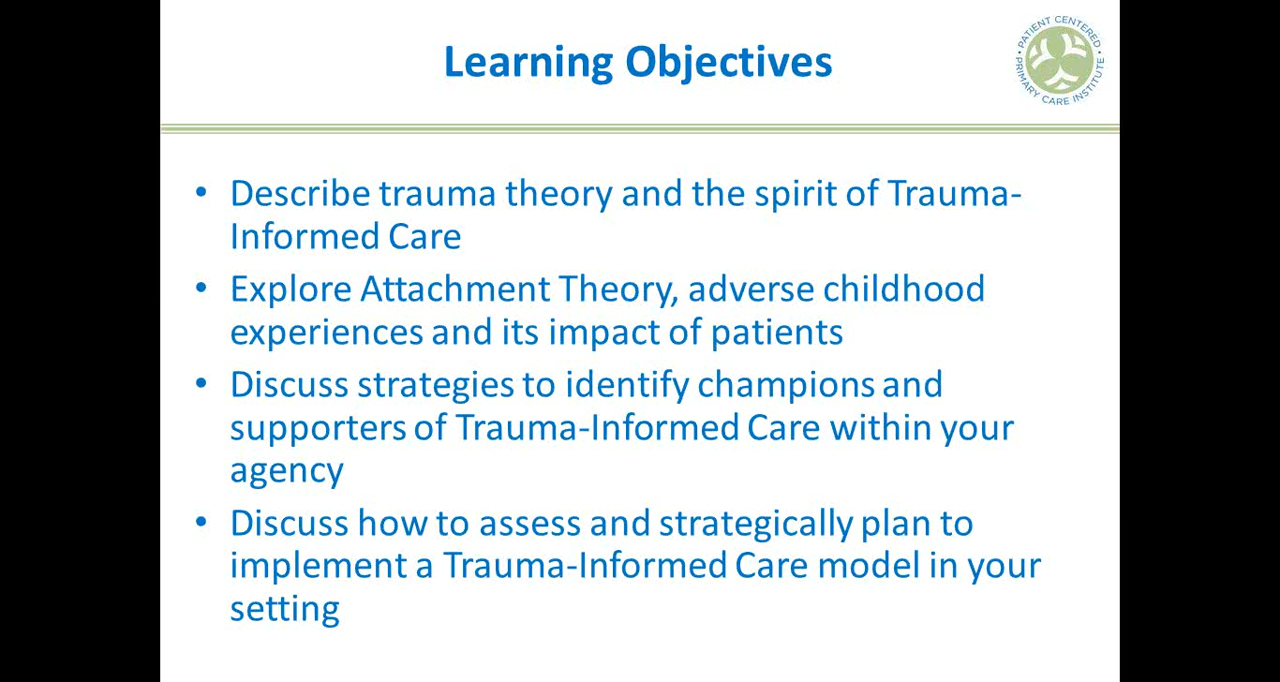 Learning Objectives
• PATIENT CENTERED •
PRIMARY CARE INSTITUTE
• Describe trauma theory and the spirit of Trauma-
Informed Care
• Explore Attachment Theory, adverse childhood
experiences and its impact of patients
• Discuss strategies to identify champions and
supporters of Trauma-Informed Care within your
agency
• Discuss how to assess and strategically plan to
implement a Trauma-Informed Care model in your
setting